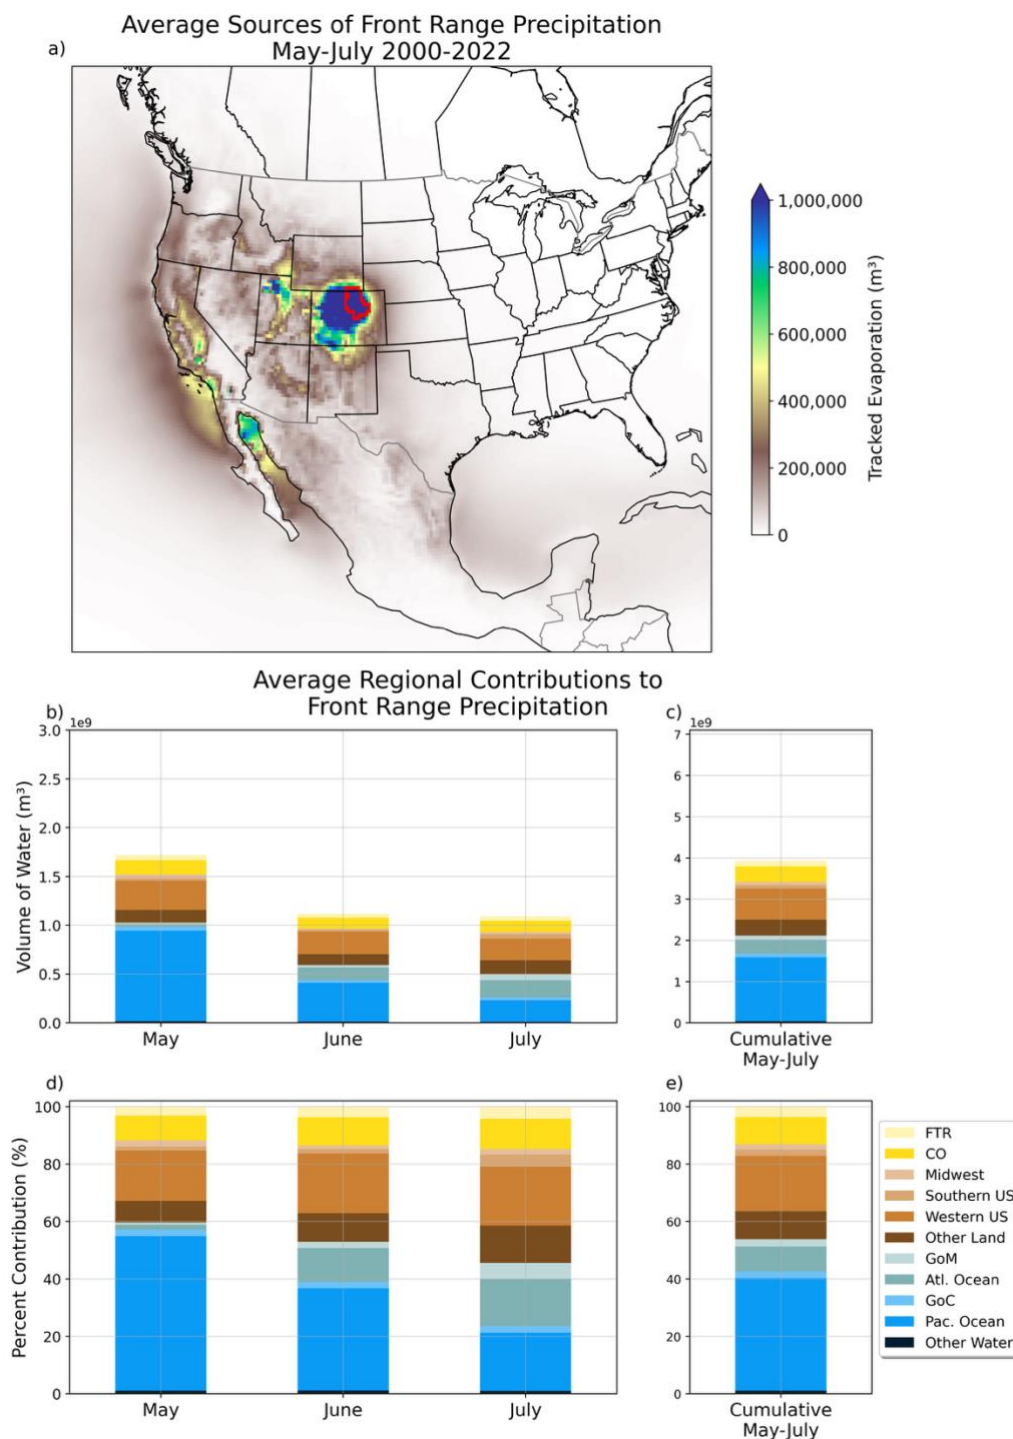 Average Sources of Front Range Precipitation
May-July 2000-2022
a)
1,000,000
800,000
600,000
400,000
200,000
0
Tracked Evaporation (m³)
Average Regional Contributions to
Front Range Precipitation
b)
1e9
3.0
2.5
2.0
1.5
1.0
0.5
0.0
Volume of Water (m³)
May
June
July
c)
1e9
7
6
5
4
3
2
1
0
Cumulative
May-July
d)
100
80
60
40
20
0
Percent Contribution (%)
May
June
July
e)
100
80
60
40
20
0
Cumulative
May-July
FTR
CO
Midwest
Southern US
Western US
Other Land
GoM
Atl. Ocean
GoC
Pac. Ocean
Other Water